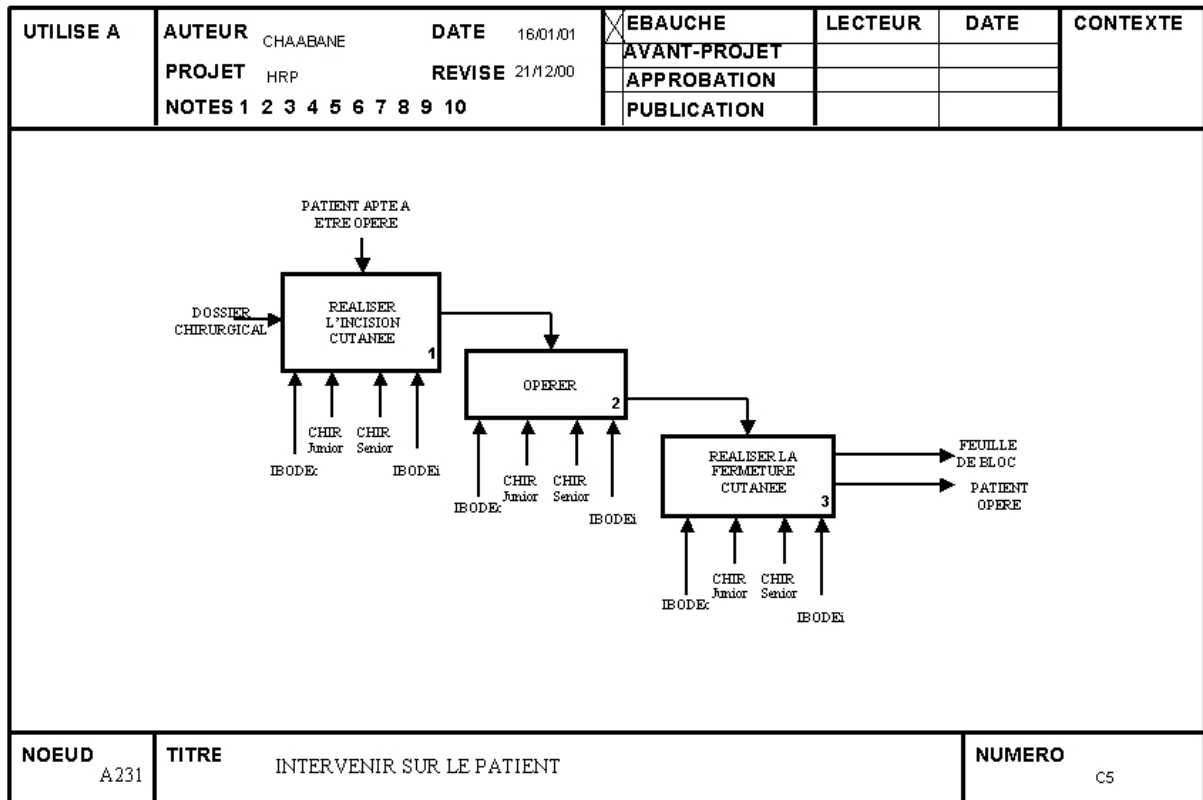 UTILISE A
AUTEUR CHAABANE DATE 16/01/01
PROJET HRP REVISE 21/12/00
NOTES 1 2 3 4 5 6 7 8 9 10
EBAUCHE
AVANT-PROJET
APPROBATION
PUBLICATION
LECTEUR DATE
CONTEXTE
PATIENT APTE A
ETRE OPERE
DOSSIER
CHIRURGICAL
REALISER
L'INCISION
CUTANEE
1
IBODEc
CHIR
Junior
CHIR
Senior
IBODEi
OPERER
2
IBODEc
CHIR
Junior
CHIR
Senior
IBODEi
REALISER LA
FERMETURE
CUTANEE
3
FEUILLE
DE BLOC
PATIENT
OPERE
IBODEc
CHIR
Junior
CHIR
Senior
IBODEi
NOEUD A231
TITRE INTERVENIR SUR LE PATIENT
NUMERO C5